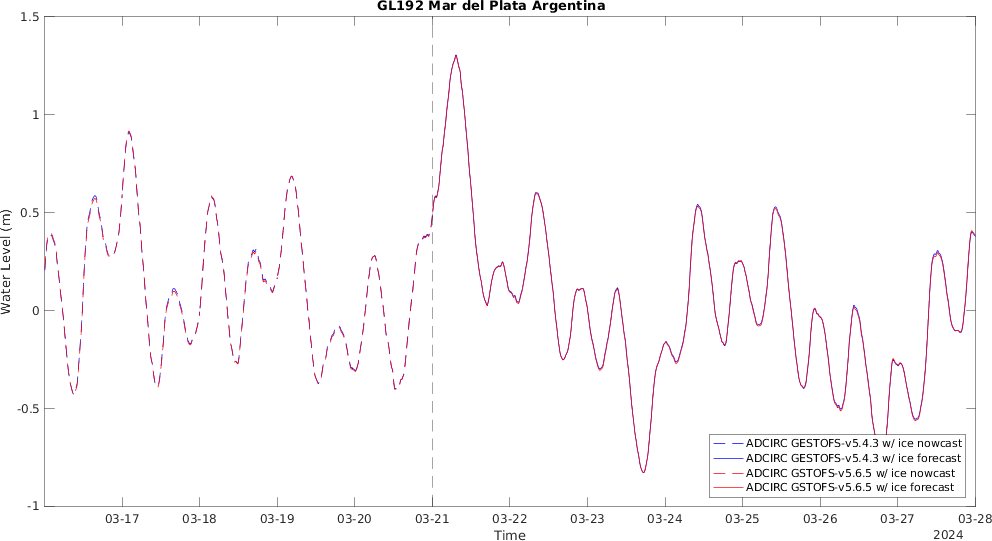 GL192 Mar del Plata Argentina
1.5
1
0.5
0
-0.5
-1
Water Level (m)
ADCIRC GESTOFS-v5.4.3 w/ ice nowcast
ADCIRC GESTOFS-v5.4.3 w/ ice forecast
ADCIRC GSTOFS-v5.6.5 w/ ice nowcast
ADCIRC GSTOFS-v5.6.5 w/ ice forecast
03-17 03-18 03-19 03-20 03-21 03-22 03-23 03-24 03-25 03-26 03-27 03-28
Time
2024